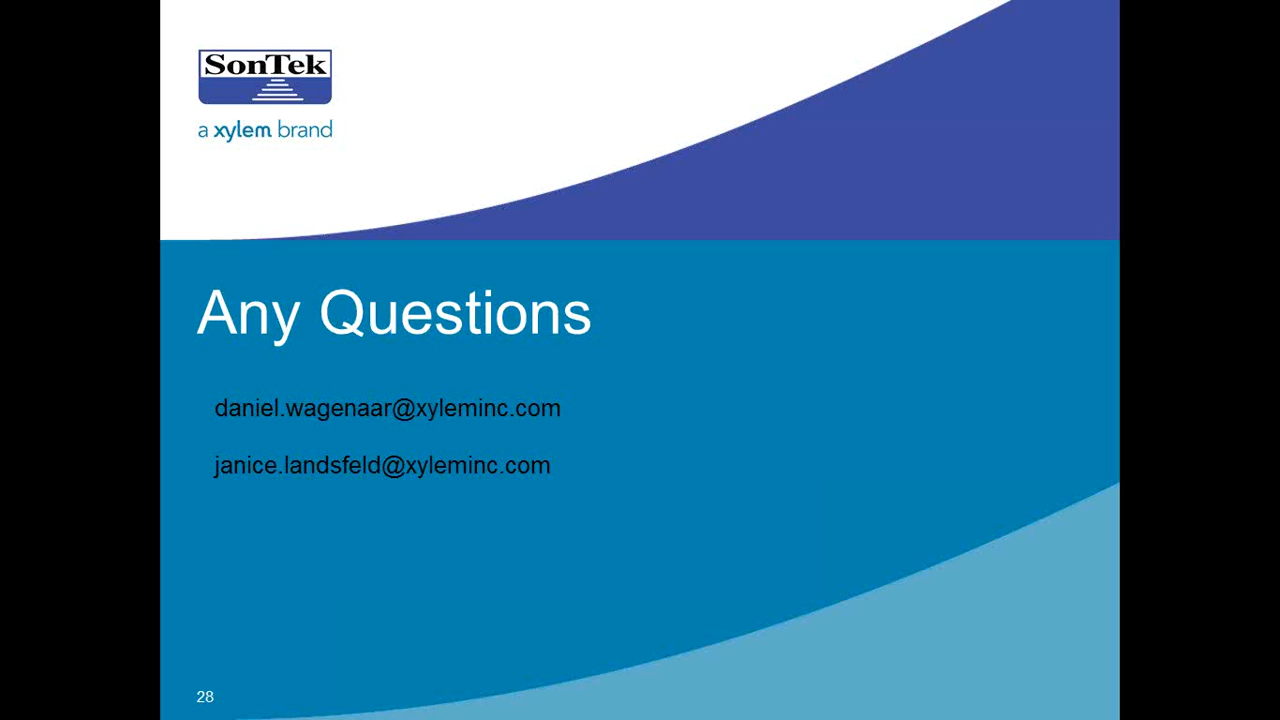 SonTek
a xylem brand
Any Questions
daniel.wagenaar@xyleminc.com
janice.landsfeld@xyleminc.com
28